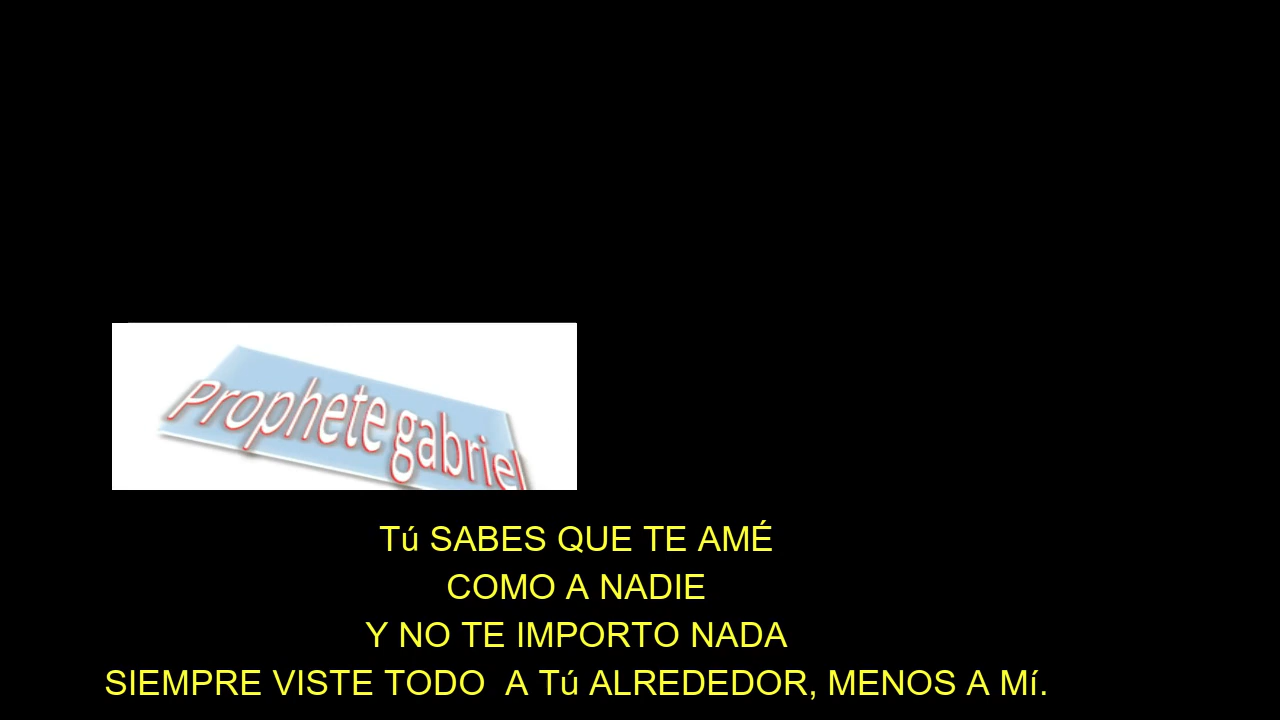 Prophete gabriel
Tú SABES QUE TE AMÉ
COMO A NADIE
Y NO TE IMPORTO NADA
SIEMPRE VISTE TODO  A Tú ALREDEDOR, MENOS A Mí.